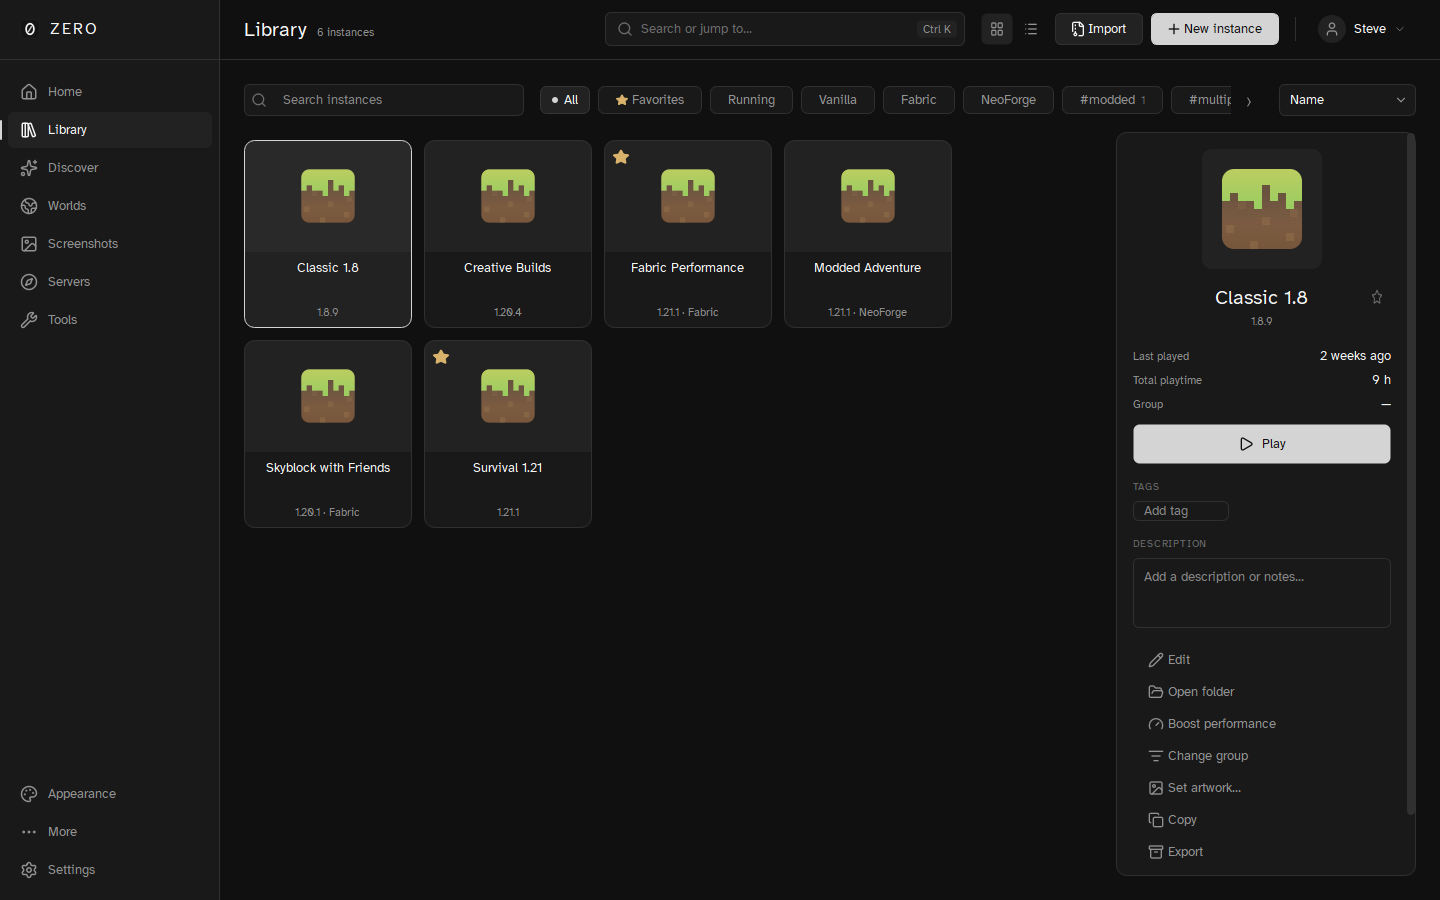 ZERO
Library 6 instances
Search or jump to... Ctrl K
Import
New instance
Steve
Home
Library
Discover
Worlds
Screenshots
Servers
Tools
Appearance
More
Settings
Search instances
All
Favorites
Running
Vanilla
Fabric
NeoForge
#modded 1
#multip
Name
Classic 1.8
1.8.9
Creative Builds
1.20.4
Fabric Performance
1.21.1 · Fabric
Modded Adventure
1.21.1 · NeoForge
Skyblock with Friends
1.20.1 · Fabric
Survival 1.21
1.21.1
Classic 1.8
1.8.9
Last played 2 weeks ago
Total playtime 9 h
Group —
Play
TAGS
Add tag
DESCRIPTION
Add a description or notes...
Edit
Open folder
Boost performance
Change group
Set artwork...
Copy
Export